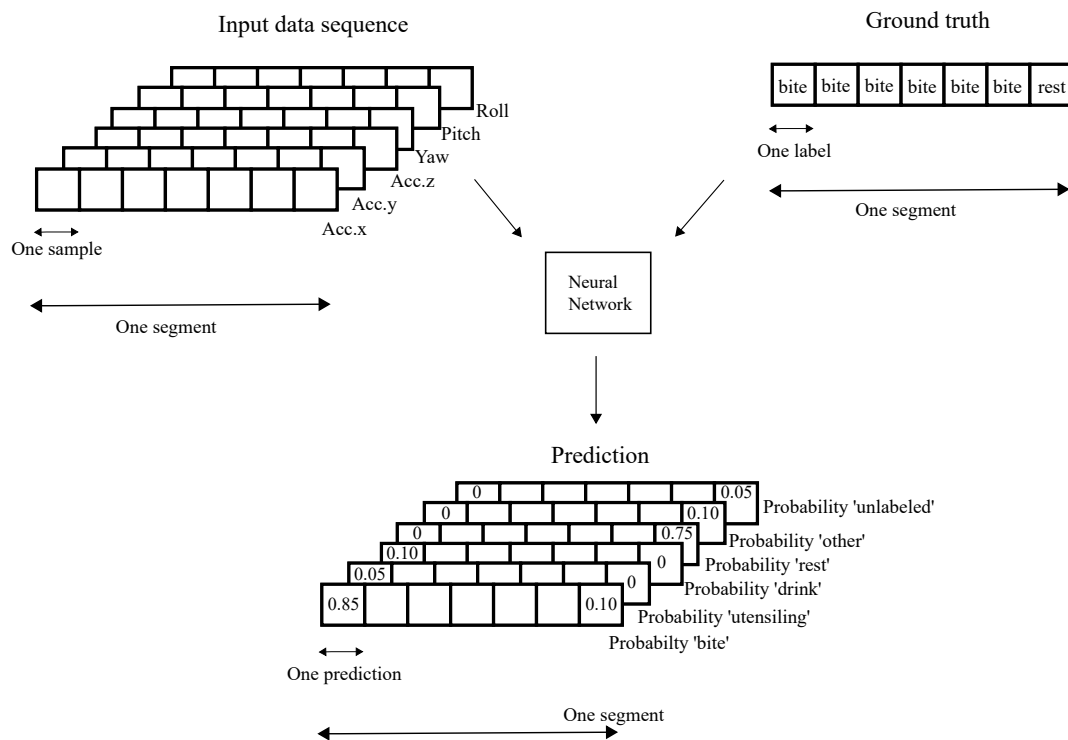 Input data sequence
Roll
Pitch
Yaw
Acc.z
Acc.y
Acc.x
One sample
One segment
Ground truth
bite bite bite bite bite bite rest
One label
One segment
Neural
Network
Prediction
0 0.05
Probability 'unlabeled'
0 0.10
Probability 'other'
0 0.75
Probability 'rest'
0.10 0
Probability 'drink'
0.05 0
Probability 'utensiling'
0.85 0.10
Probabilty 'bite'
One prediction
One segment